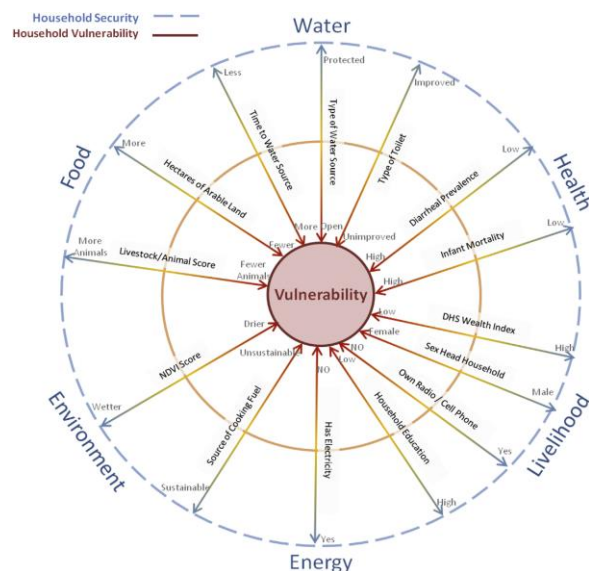 Household Security
Household Vulnerability
Water
Protected
Type of Water Source
Open
Improved
Type of Toilet
Unimproved
Health
Low
Diarrheal Prevalence
High
Low
Infant Mortality
High
Livelihood
Low
DHS Wealth Index
High
Female
Sex Head Household
Male
NO
Own Radio / Cell Phone
Yes
Low
Household Education
High
Energy
NO
Has Electricity
Yes
Unsustainable
Source of Cooking Fuel
Sustainable
Environment
Drier
NDVI Score
Wetter
Food
More
Animals
Livestock/Animal Score
Fewer
Animals
More
Hectares of Arable Land
Fewer
Less
Time to Water Source
More
Vulnerability